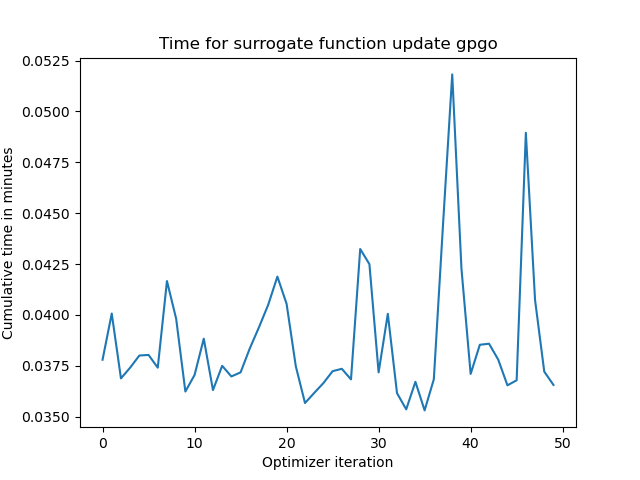 Time for surrogate function update gpgo
0.0525
0.0500
0.0475
0.0450
0.0425
0.0400
0.0375
0.0350
Cumulative time in minutes
0 10 20 30 40 50
Optimizer iteration